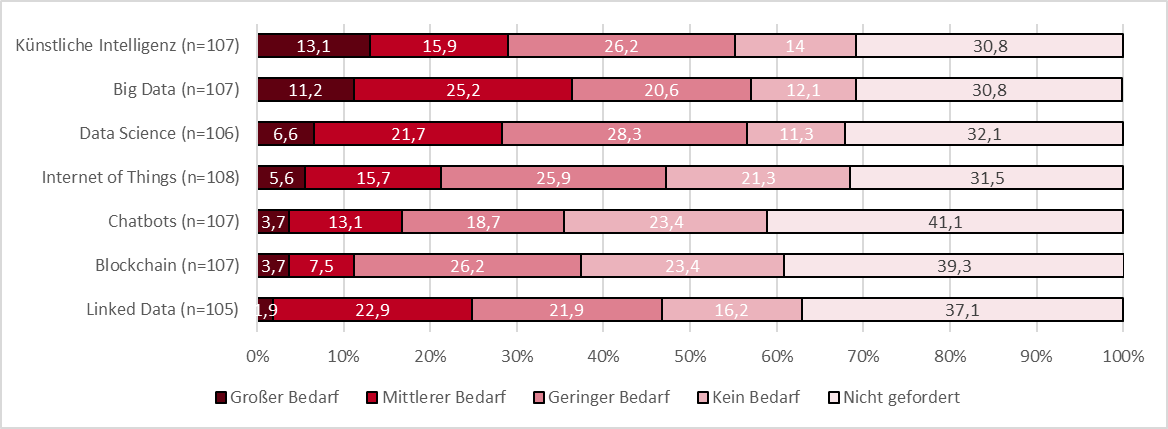 Künstliche Intelligenz (n=107) 13,1 15,9 26,2 14 30,8
Big Data (n=107) 11,2 25,2 20,6 12,1 30,8
Data Science (n=106) 6,6 21,7 28,3 11,3 32,1
Internet of Things (n=108) 5,6 15,7 25,9 21,3 31,5
Chatbots (n=107) 3,7 13,1 18,7 23,4 41,1
Blockchain (n=107) 3,7 7,5 26,2 23,4 39,3
Linked Data (n=105) 1,9 22,9 21,9 16,2 37,1
0% 10% 20% 30% 40% 50% 60% 70% 80% 90% 100%
Großer Bedarf Mittlerer Bedarf Geringer Bedarf Kein Bedarf Nicht gefordert